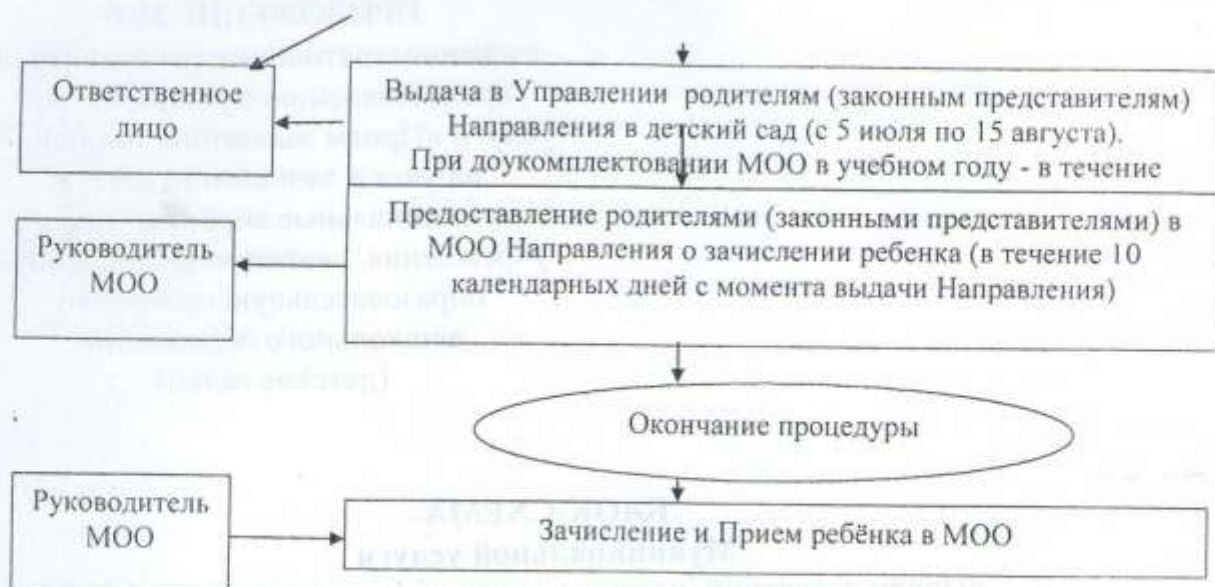 Ответственное
лицо
Выдача в Управлении родителям (законным представителям)
Направления в детский сад (с 5 июля по 15 августа).
При доукомплектовании МОО в учебном году - в течение
Руководитель
МОО
Предоставление родителями (законными представителями) в
МОО Направления о зачислении ребенка (в течение 10
календарных дней с момента выдачи Направления)
Окончание процедуры
Руководитель
МОО
Зачисление и Прием ребёнка в МОО